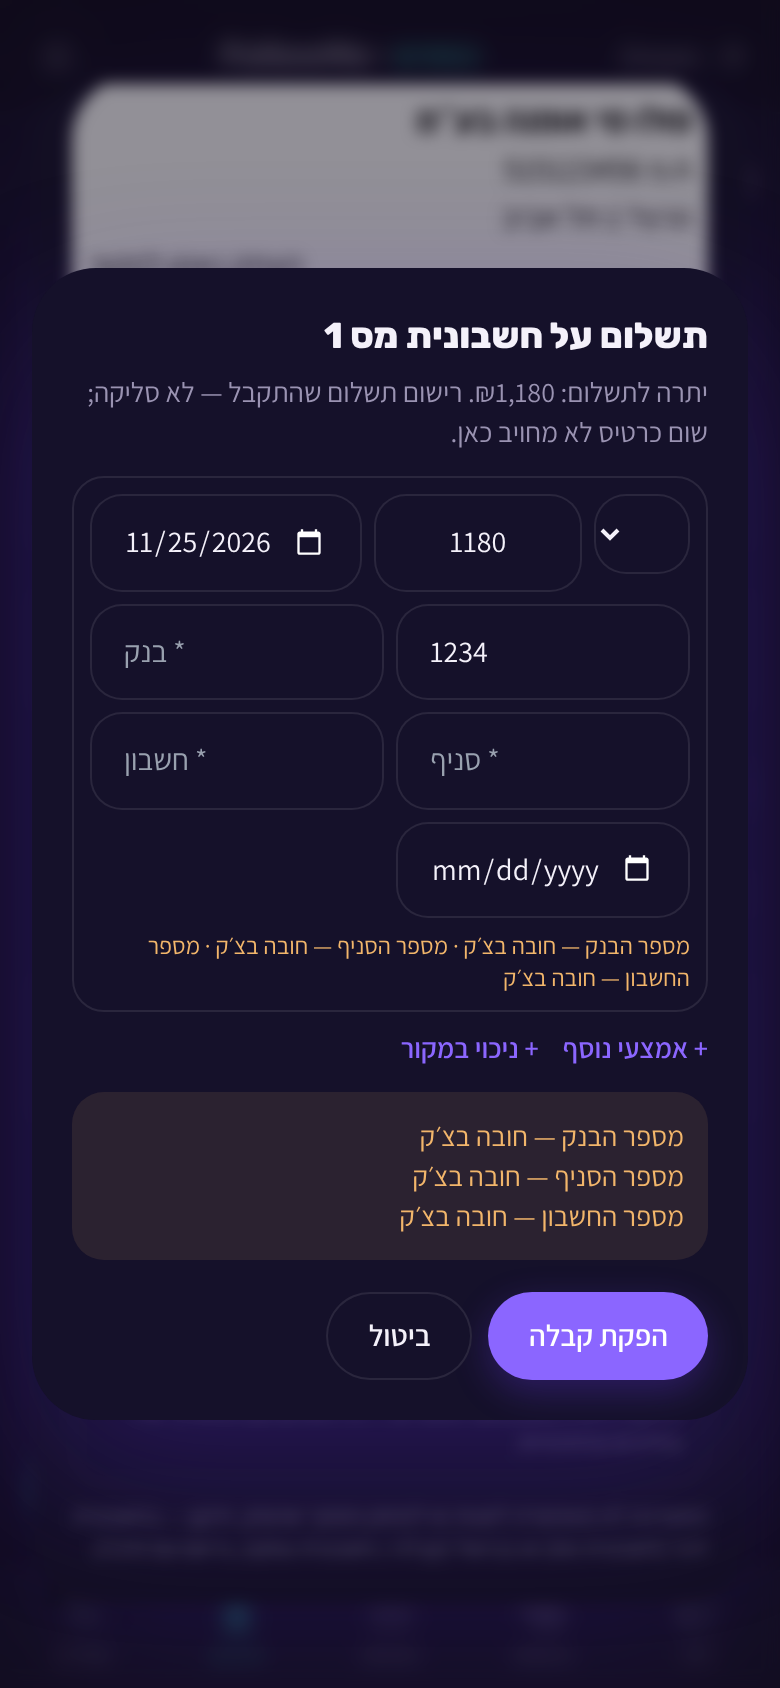 תשלום על חשבונית מס 1
יתרה לתשלום: ₪1,180. רישום תשלום שהתקבל — לא סליקה;
שום כרטיס לא מחויב כאן.
1180
11/25/2026
1234
בנק *
סניף *
חשבון *
mm/dd/yyyy
מספר הבנק — חובה בצ׳ק · מספר הסניף — חובה בצ׳ק · מספר
החשבון — חובה בצ׳ק
+ אמצעי נוסף
+ ניכוי במקור
מספר הבנק — חובה בצ׳ק
מספר הסניף — חובה בצ׳ק
מספר החשבון — חובה בצ׳ק
הפקת קבלה
ביטול